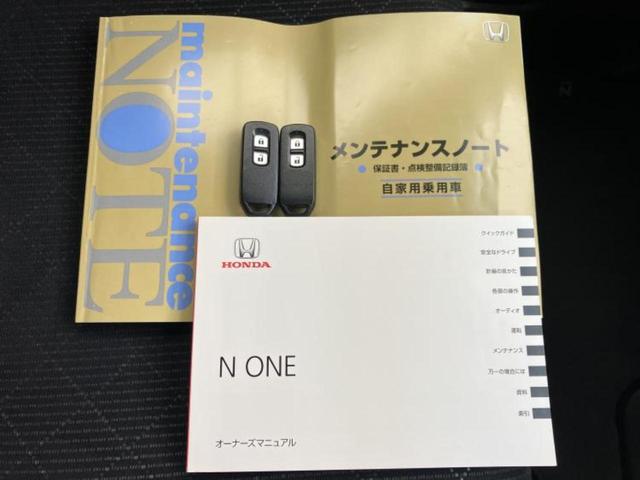 maintenance
NOTE
メンテナンスノート
保証書・点検整備記録簿
自家用乗用車
HONDA
N ONE
オーナーズマニュアル
クイックガイド
安全なドライブ
計器の見かた
各部の操作
オーディオ
運転
メンテナンス
万一の場合には
資料
索引